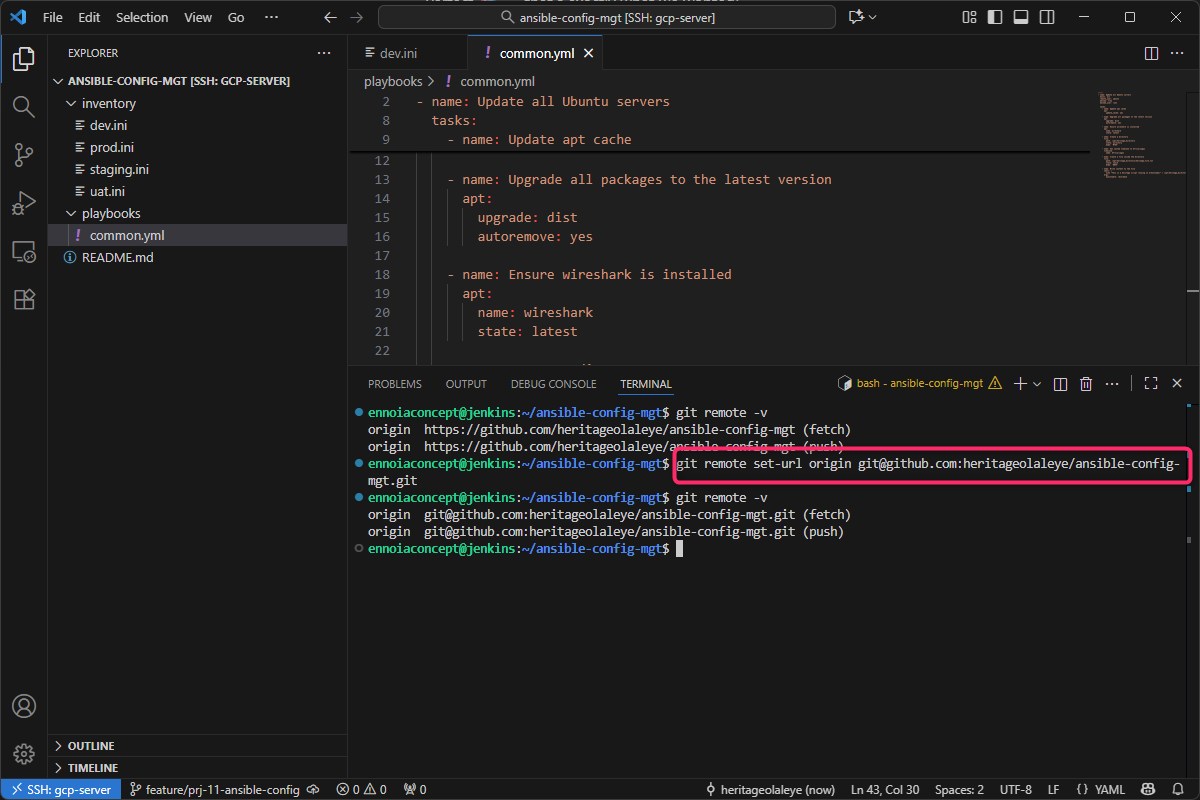 File Edit Selection View Go ···
ansible-config-mgt [SSH: gcp-server]
EXPLORER
ANSIBLE-CONFIG-MGT [SSH: GCP-SERVER]
inventory
dev.ini
prod.ini
staging.ini
uat.ini
playbooks
! common.yml
README.md
OUTLINE
TIMELINE
dev.ini
! common.yml
playbooks > ! common.yml
2 - name: Update all Ubuntu servers
8 tasks:
9 - name: Update apt cache
12
13 - name: Upgrade all packages to the latest version
14 apt:
15 upgrade: dist
16 autoremove: yes
17
18 - name: Ensure wireshark is installed
19 apt:
20 name: wireshark
21 state: latest
22
PROBLEMS OUTPUT DEBUG CONSOLE TERMINAL
bash - ansible-config-mgt
ennoiaconcept@jenkins:~/ansible-config-mgt$ git remote -v
origin https://github.com/heritageolaleye/ansible-config-mgt (fetch)
origin https://github.com/heritageolaleye/ansible-config-mgt (push)
ennoiaconcept@jenkins:~/ansible-config-mgt$ git remote set-url origin git@github.com:heritageolaleye/ansible-config-
mgt.git
ennoiaconcept@jenkins:~/ansible-config-mgt$ git remote -v
origin git@github.com:heritageolaleye/ansible-config-mgt.git (fetch)
origin git@github.com:heritageolaleye/ansible-config-mgt.git (push)
ennoiaconcept@jenkins:~/ansible-config-mgt$
SSH: gcp-server feature/prj-11-ansible-config 0 0 0 heritageolaleye (now) Ln 43, Col 30 Spaces: 2 UTF-8 LF {} YAML